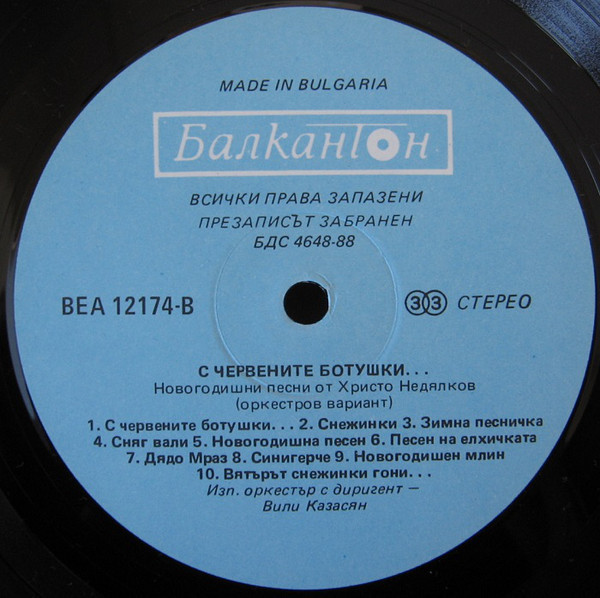 MADE IN BULGARIA
Балкантон
ВСИЧКИ ПРАВА ЗАПАЗЕНИ
ПРЕЗАПИСЪТ ЗАБРАНЕН
БДС 4648-88
ВЕА 12174-В
33 СТЕРЕО
С ЧЕРВЕНИТЕ БОТУШКИ...
Новогодишни песни от Христо Недялков
(оркестров вариант)
1. С червените ботушки... 2. Снежинки 3. Зимна песничка
4. Сняг вали 5. Новогодишна песен 6. Песен на елхичката
7. Дядо Мраз 8. Синигерче 9. Новогодишен млин
10. Вятърът снежинки гони...
Изп. оркестър с диригент —
Вили Казасян